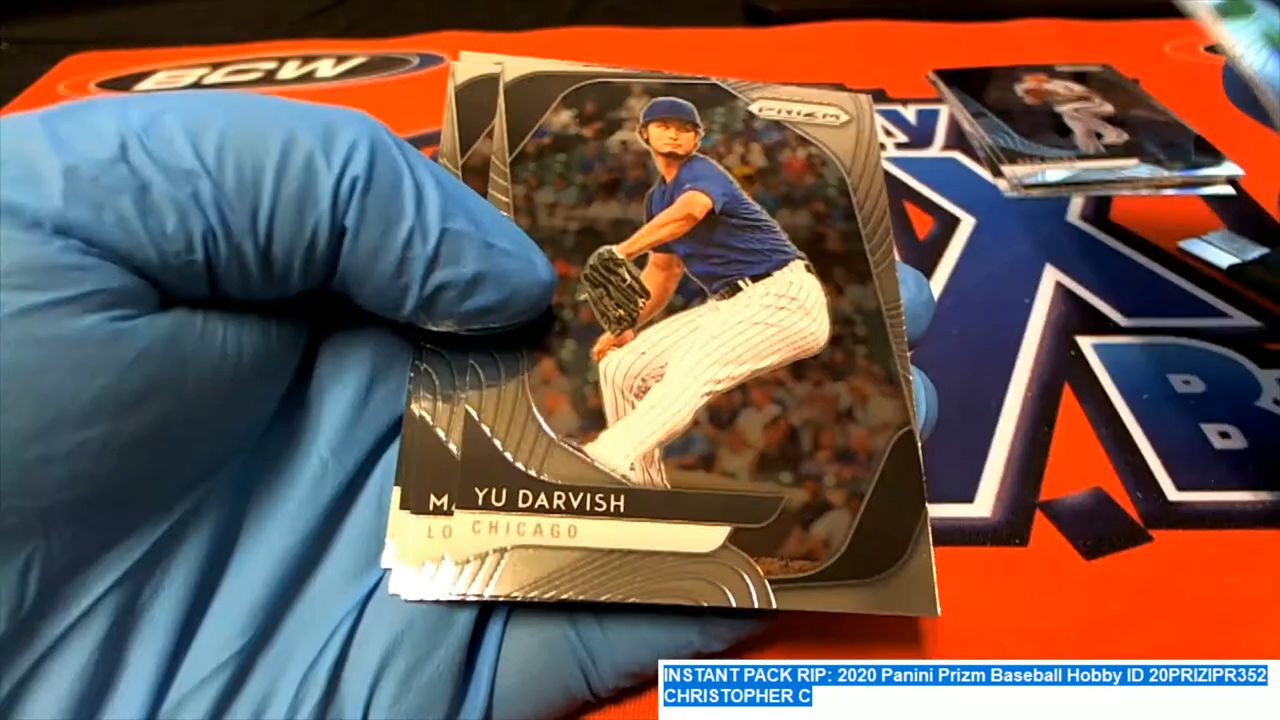 BCW
PRIZM
YU DARVISH
CHICAGO
LO
INSTANT PACK RIP: 2020 Panini Prizm Baseball Hobby ID 20PRIZIPR352
CHRISTOPHER C